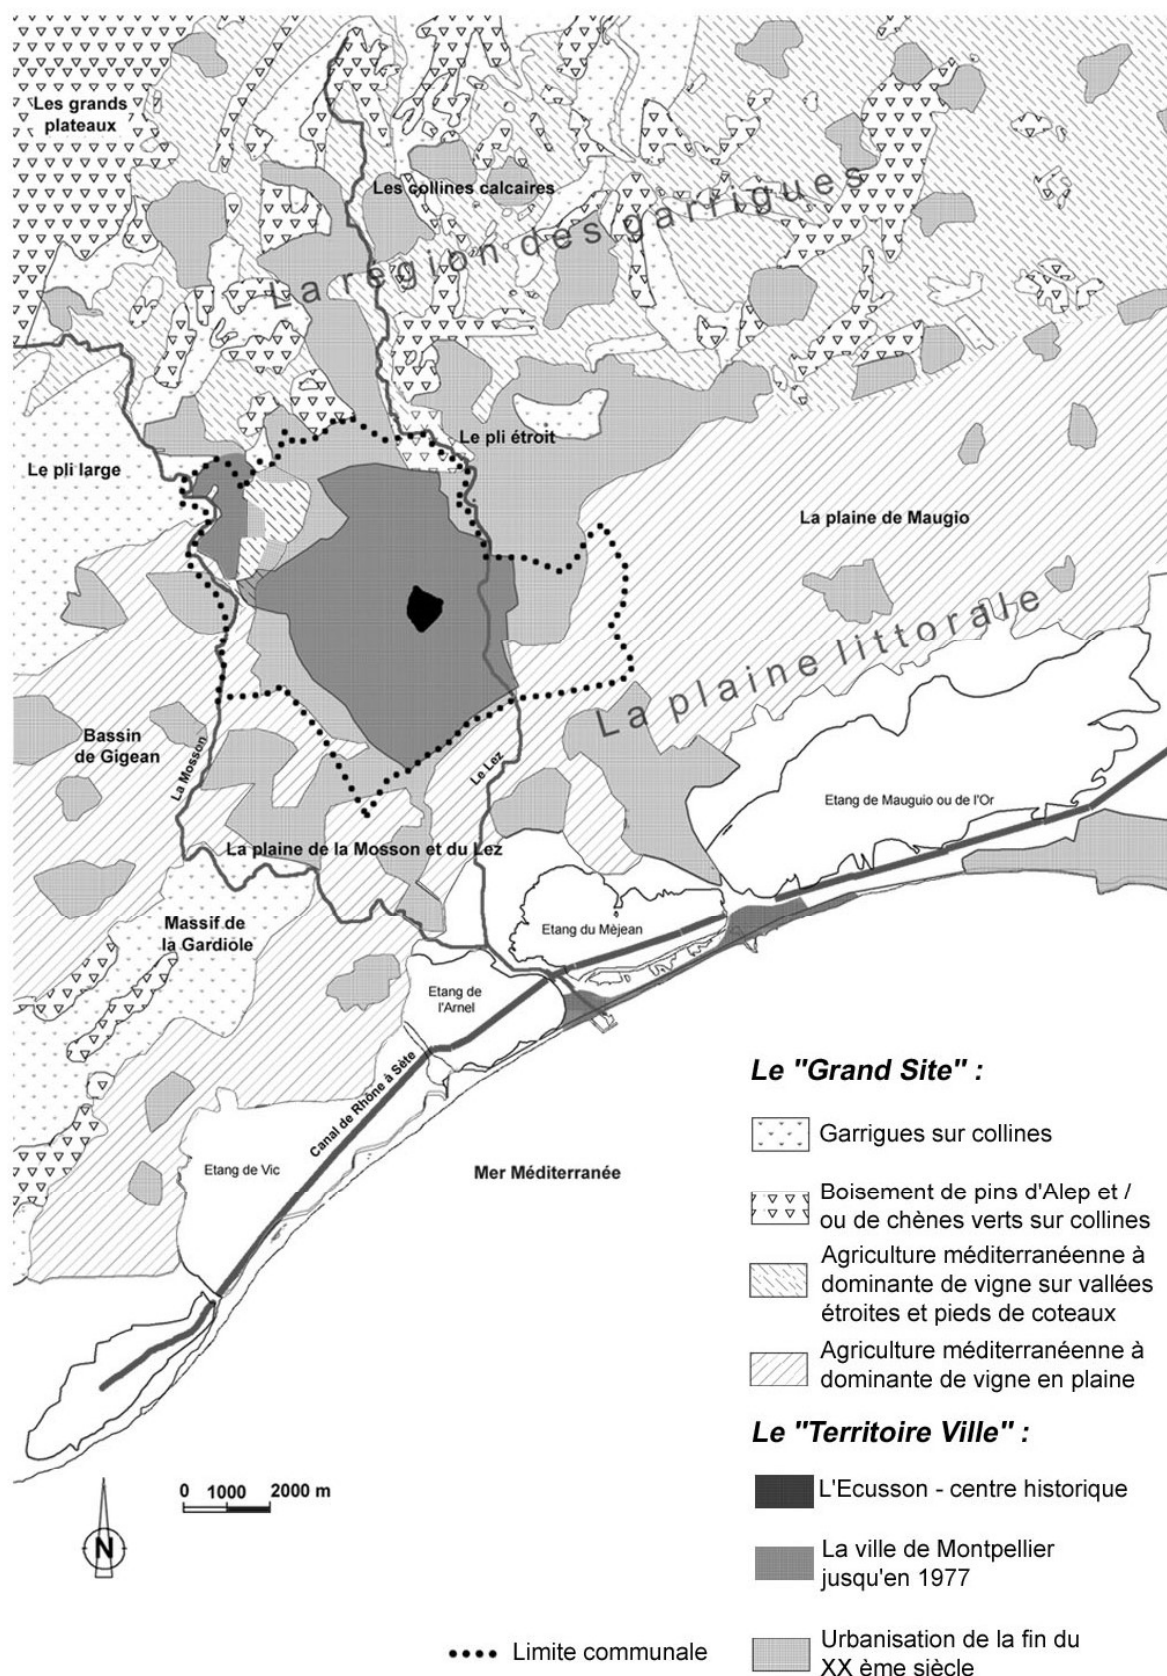 Les grands
plateaux
Les collines calcaires
La région des garrigues
Le pli étroit
Le pli large
La plaine de Maugio
La plaine littorale
Bassin
de Gigean
La Mosson
Le Lez
Etang de Mauguio ou de l'Or
La plaine de la Mosson et du Lez
Massif de
la Gardiole
Etang du Mèjean
Etang de
l'Arnel
Canal de Rhône à Sète
Etang de Vic
Mer Méditerranée
Le "Grand Site" :
Garrigues sur collines
Boisement de pins d'Alep et /
ou de chènes verts sur collines
Agriculture méditerranéenne à
dominante de vigne sur vallées
étroites et pieds de coteaux
Agriculture méditerranéenne à
dominante de vigne en plaine
Le "Territoire Ville" :
L'Ecusson - centre historique
La ville de Montpellier
jusqu'en 1977
Urbanisation de la fin du
XX ème siècle
0 1000 2000 m
N
Limite communale